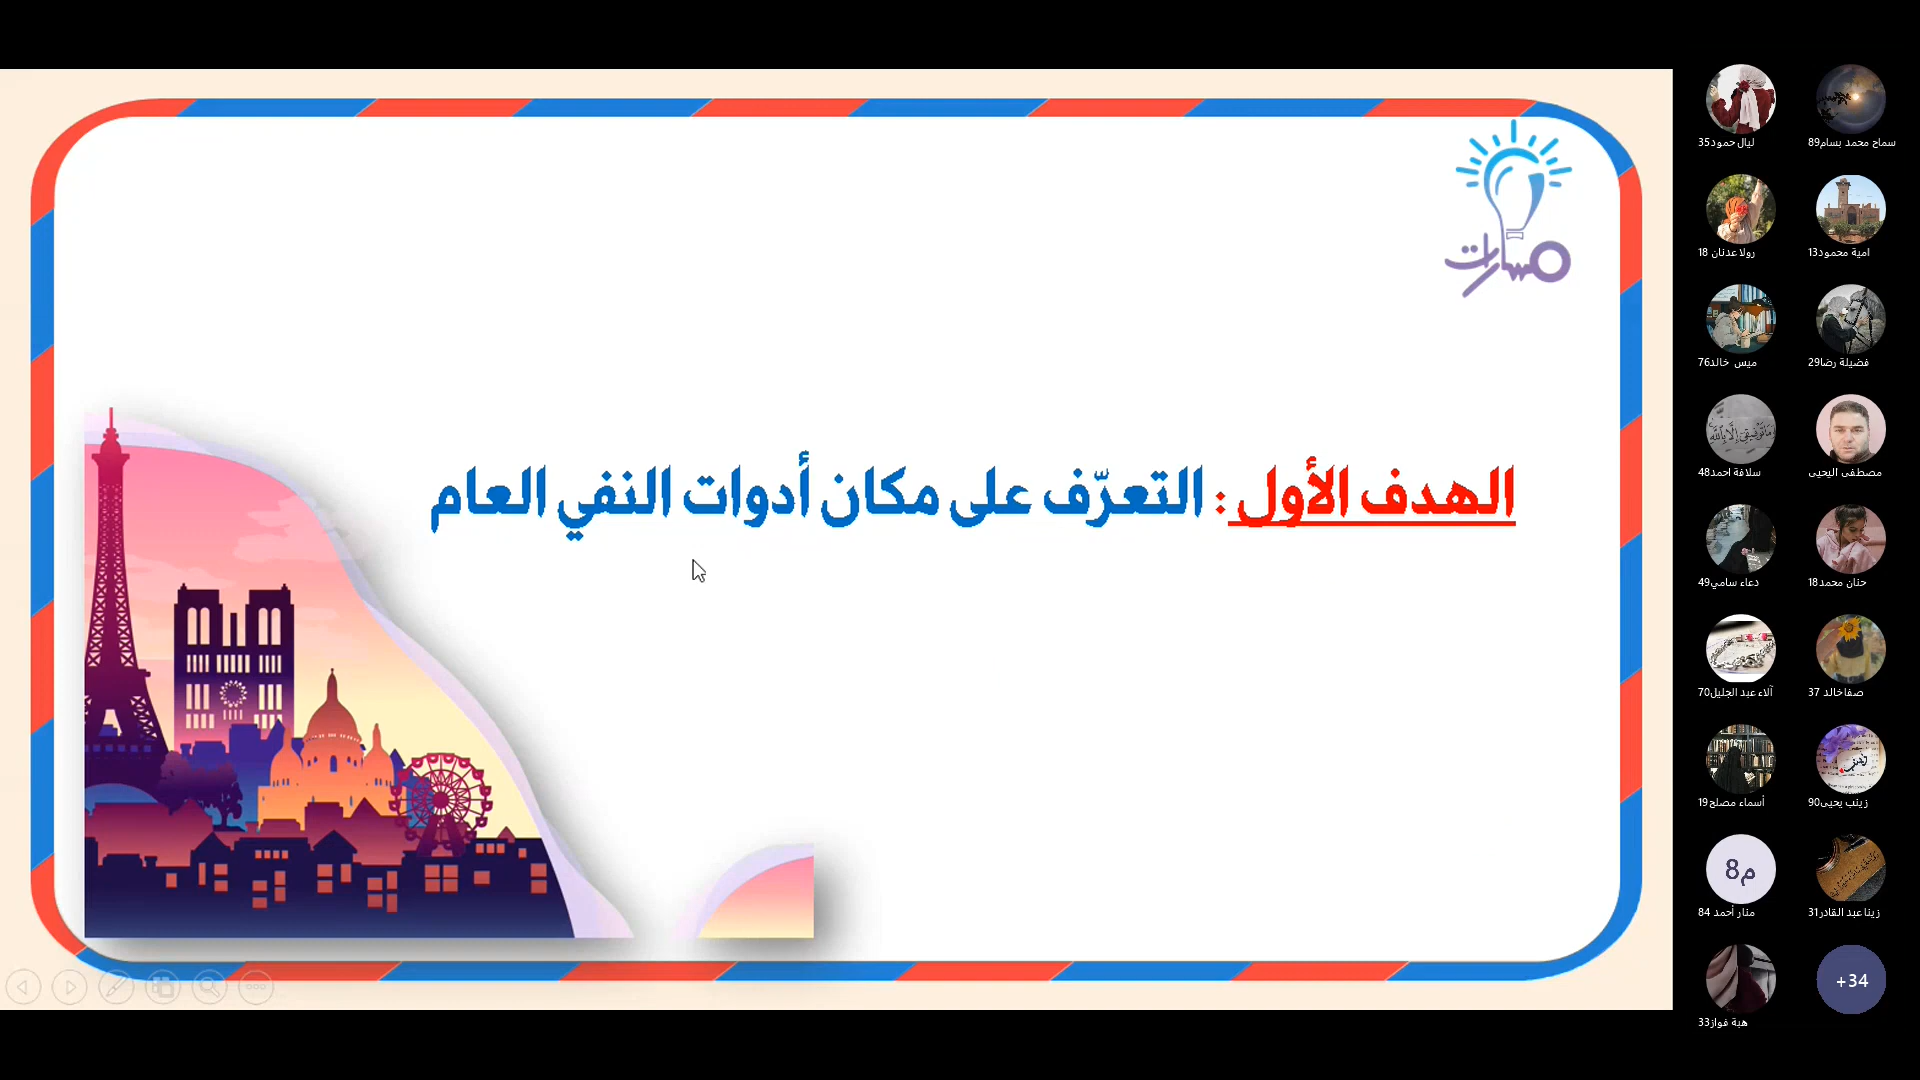 مسارات
الهدف الأول : التعرّف على مكان أدوات النفي العام
ليال حمود35
سماح محمد بسام89
رولا عدنان 18
امية محمود13
ميس خالد76
فضيلة رضا29
سلافة احمد48
مصطفى اليحيى
دعاء سامي49
حنان محمد18
آلاء عبد الجليل70
صفاخالد 37
أسماء مصلح19
زينب يحيى90
م8
منار أحمد 84
زينا عبد القادر31
هبة فواز33
+34